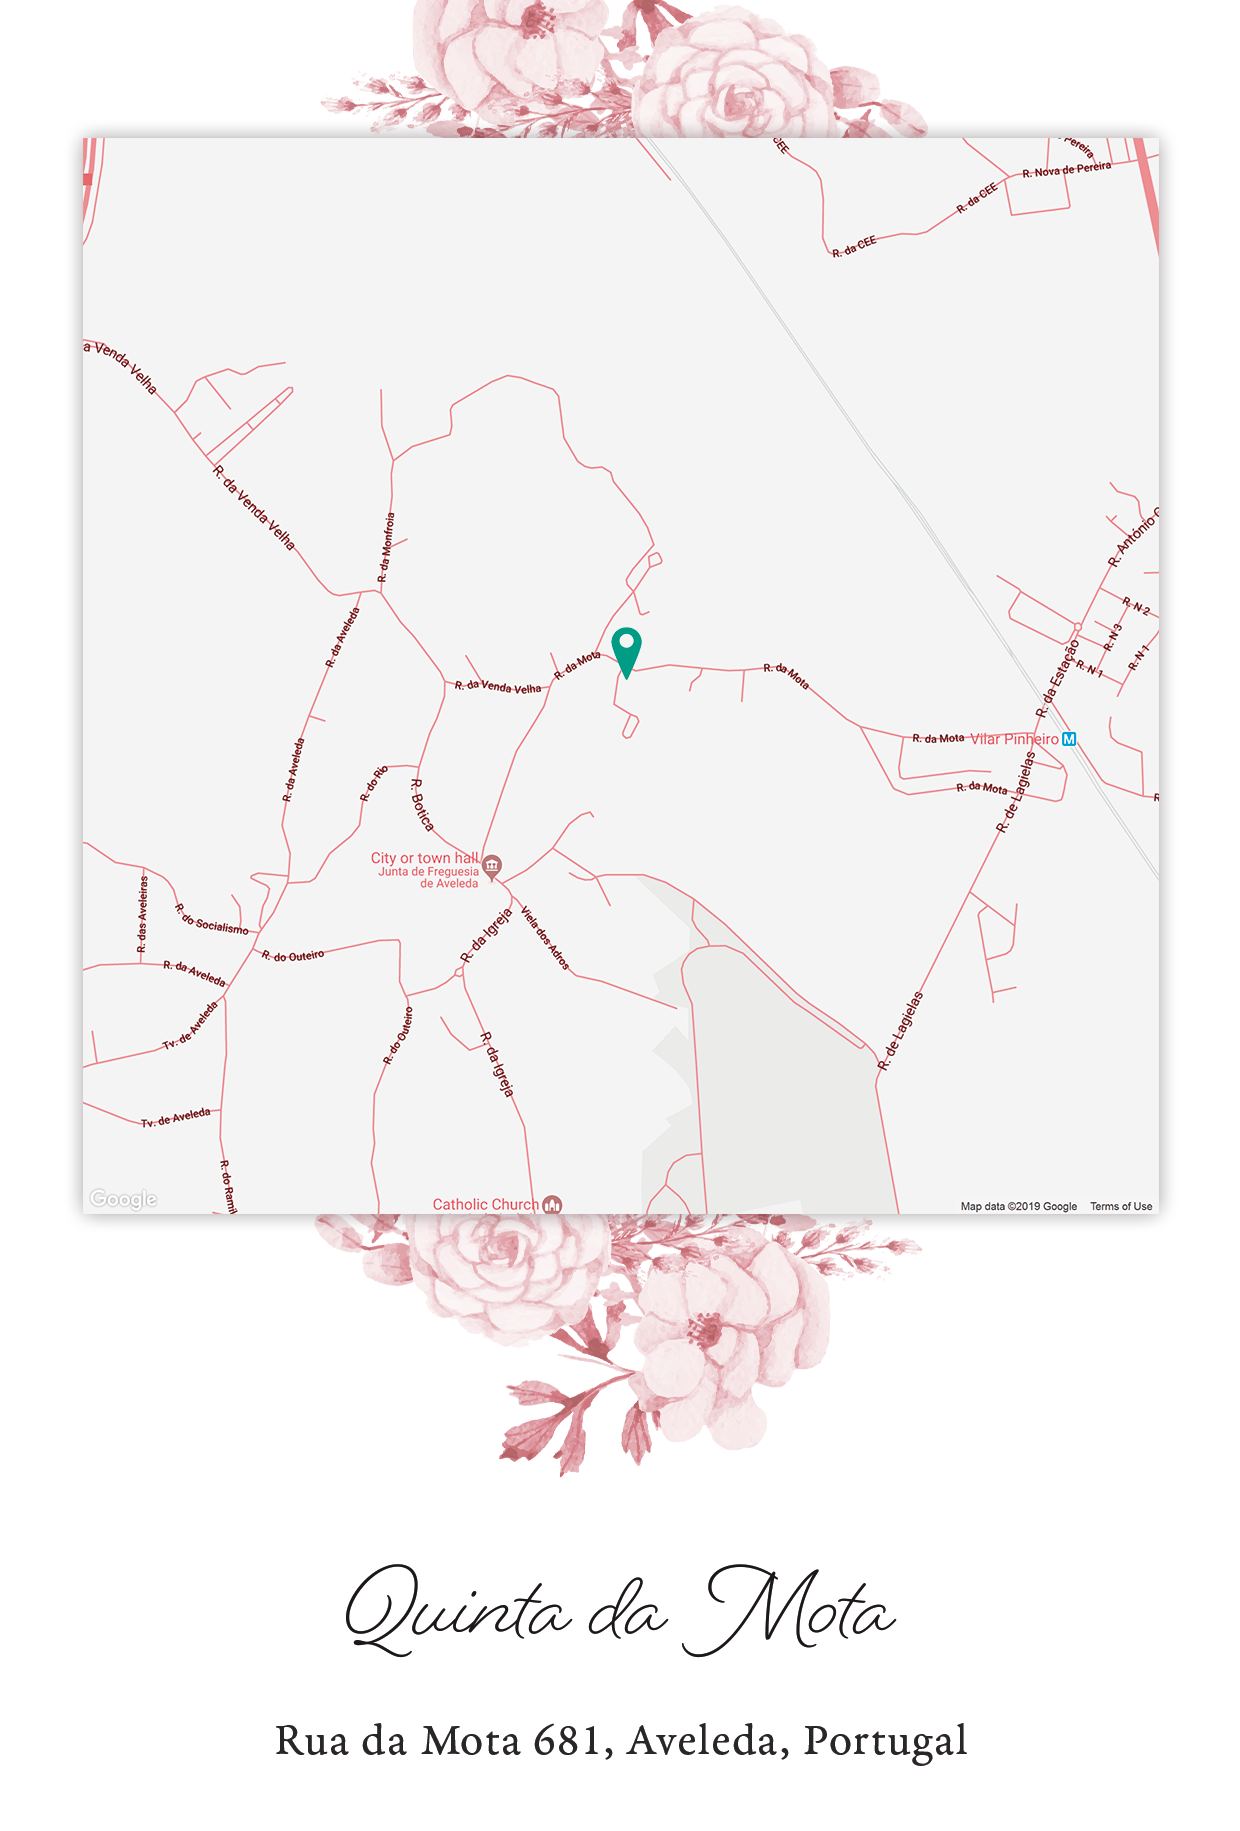 CEE
Pereira
R. Nova de Pereira
R. da CEE
R. da CEE
a Venda Velha
R. da Venda Velha
R. António C
R. da Monfroia
R. N 2
R. da Aveleda
R. N 3
R. N 1
R. N 1
R. da Estação
R. da Mota
R. da Mota
R. da Venda Velha
R. da Mota
Vilar Pinheiro M
R. da Aveleda
R. do Rio
R. Botica
R. da Mota
R. de Lagielas
R
City or town hall
Junta de Freguesia
de Aveleda
R. das Aveleiras
R. do Socialismo
R. da Igreja
Viela dos Adros
R. do Outeiro
R. da Aveleda
Tv. de Aveleda
R. do Outeiro
R. da Igreja
R. de Lagielas
Tv. de Aveleda
R. do Ramil
Google
Catholic Church
Map data ©2019 Google
Terms of Use
Quinta da Mota
Rua da Mota 681, Aveleda, Portugal